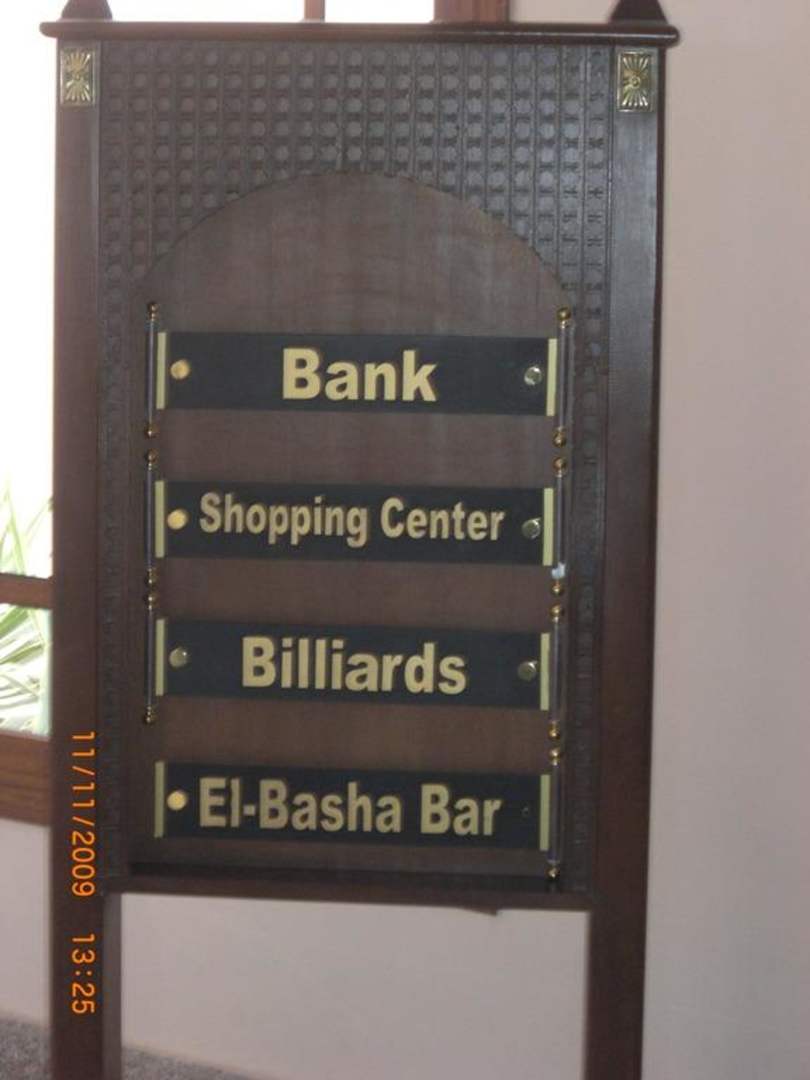 Bank
Shopping Center
Billiards
El-Basha Bar
11/11/2009 13:25